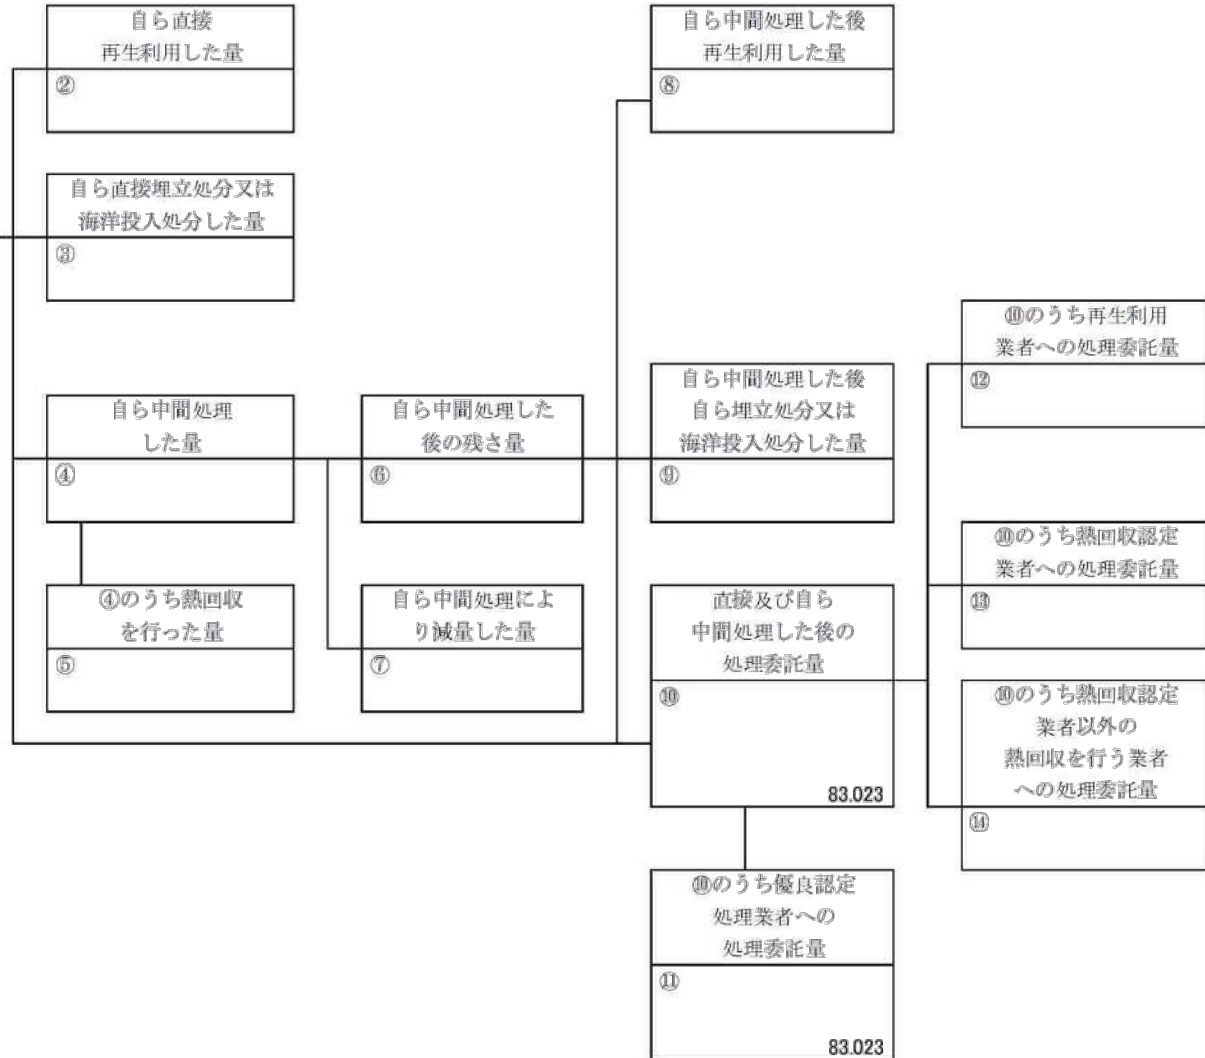 自ら直接
再生利用した量
②
自ら中間処理した後
再生利用した量
⑧
自ら直接埋立処分又は
海洋投入処分した量
③
⑩のうち再生利用
業者への処理委託量
⑫
自ら中間処理
した量
④
自ら中間処理した
後の残さ量
⑥
自ら中間処理した後
自ら埋立処分又は
海洋投入処分した量
⑨
⑩のうち熱回収認定
業者への処理委託量
⑬
④のうち熱回収
を行った量
⑤
自ら中間処理によ
り減量した量
⑦
直接及び自ら
中間処理した後の
処理委託量
⑩
83.023
⑩のうち熱回収認定
業者以外の
熱回収を行う業者
への処理委託量
⑭
⑩のうち優良認定
処理業者への
処理委託量
⑪
83.023